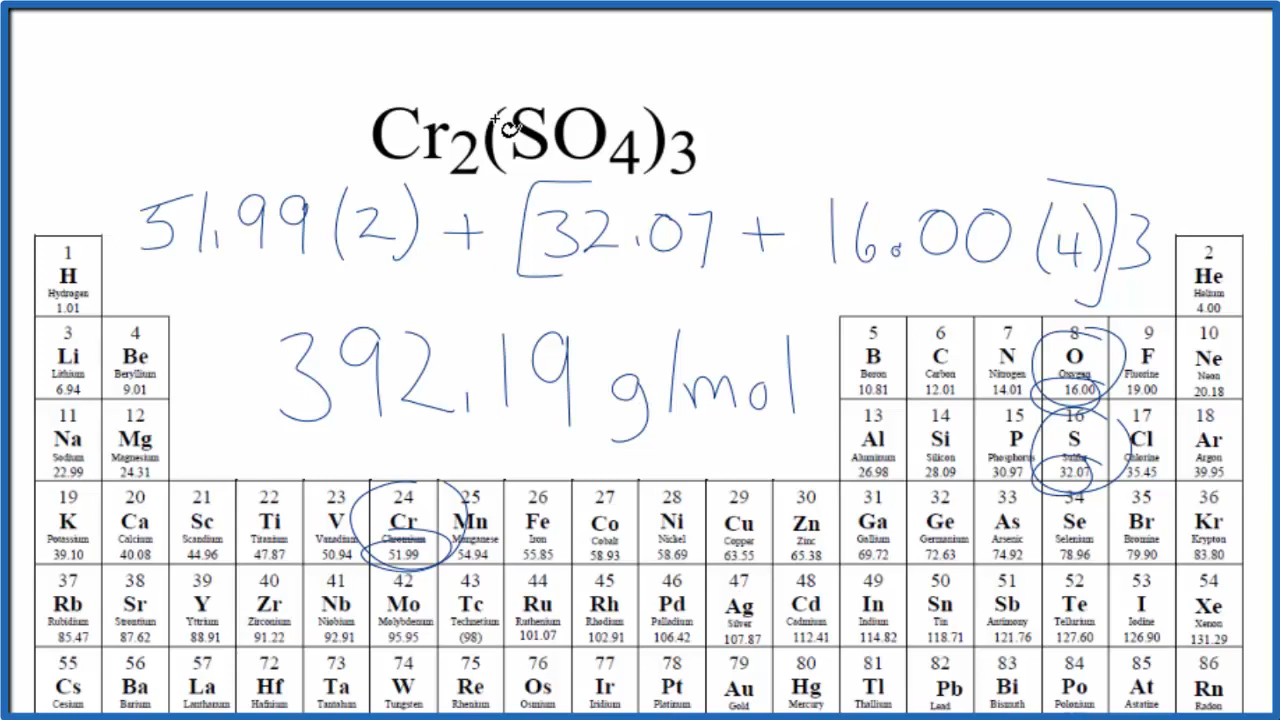 Cr2(SO4)3
51.99(2) + [32.07 + 16.00(4)]3
392.19 g/mol
1 2
H He
Hydrogen Helium
1.01 4.00
3 4 5 6 7 8 9 10
Li Be B C N O F Ne
Lithium Beryllium Boron Carbon Nitrogen Oxygen Fluorine Neon
6.94 9.01 10.81 12.01 14.01 16.00 19.00 20.18
11 12 13 14 15 16 17 18
Na Mg Al Si P S Cl Ar
Sodium Magnesium Aluminum Silicon Phosphorus Sulfur Chlorine Argon
22.99 24.31 26.98 28.09 30.97 32.07 35.45 39.95
19 20 21 22 23 24 25 26 27 28 29 30 31 32 33 34 35 36
K Ca Sc Ti V Cr Mn Fe Co Ni Cu Zn Ga Ge As Se Br Kr
Potassium Calcium Scandium Titanium Vanadium Chromium Manganese Iron Cobalt Nickel Copper Zinc Gallium Germanium Arsenic Selenium Bromine Krypton
39.10 40.08 44.96 47.87 50.94 51.99 54.94 55.85 58.93 58.69 63.55 65.38 69.72 72.63 74.92 78.96 79.90 83.80
37 38 39 40 41 42 43 44 45 46 47 48 49 50 51 52 53 54
Rb Sr Y Zr Nb Mo Tc Ru Rh Pd Ag Cd In Sn Sb Te I Xe
Rubidium Strontium Yttrium Zirconium Niobium Molybdenum Technetium Ruthenium Rhodium Palladium Silver Cadmium Indium Tin Antimony Tellurium Iodine Xenon
85.47 87.62 88.91 91.22 92.91 95.95 (98) 101.07 102.91 106.42 107.87 112.41 114.82 118.71 121.76 127.60 126.90 131.29
55 56 57 72 73 74 75 76 77 78 79 80 81 82 83 84 85 86
Cs Ba La Hf Ta W Re Os Ir Pt Au Hg Tl Pb Bi Po At Rn
Cesium Barium Lanthanum Hafnium Tantalum Tungsten Rhenium Osmium Iridium Platinum Gold Mercury Thallium Lead Bismuth Polonium Astatine Radon